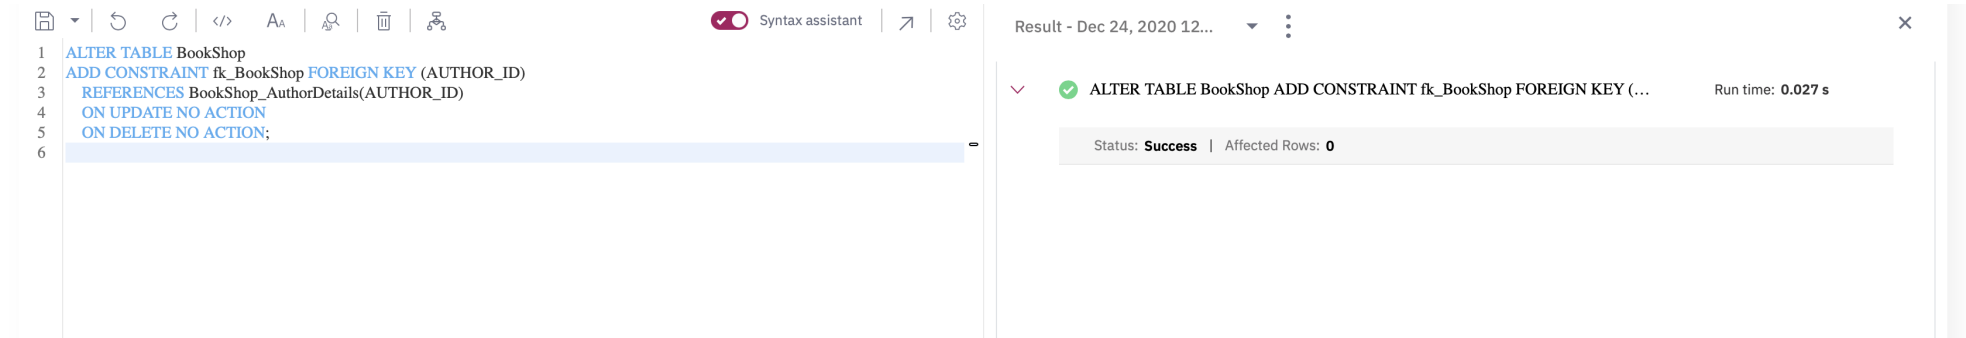 </> AA A Syntax assistant Result - Dec 24, 2020 12...
1 ALTER TABLE BookShop
2 ADD CONSTRAINT fk_BookShop FOREIGN KEY (AUTHOR_ID)
3 REFERENCES BookShop_AuthorDetails(AUTHOR_ID)
4 ON UPDATE NO ACTION
5 ON DELETE NO ACTION;
6
ALTER TABLE BookShop ADD CONSTRAINT fk_BookShop FOREIGN KEY (... Run time: 0.027 s
Status: Success | Affected Rows: 0